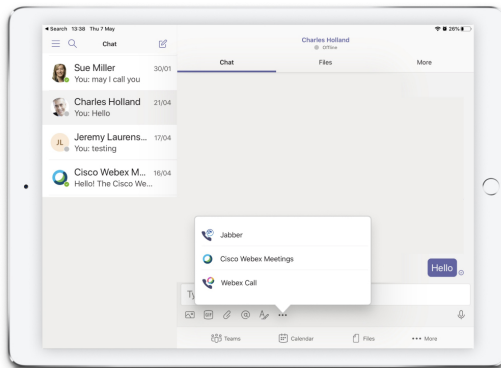 Search 13:38 Thu 7 May
26%
Chat
Charles Holland
Offline
Chat Files More
Sue Miller 30/01
You: may I call you
Charles Holland 21/04
You: Hello
JL
Jeremy Laurens... 17/04
You: testing
Cisco Webex M... 16/04
Hello! The Cisco We...
Jabber
Cisco Webex Meetings
Webex Call
Hello
Ty
GIF
Teams Calendar Files More